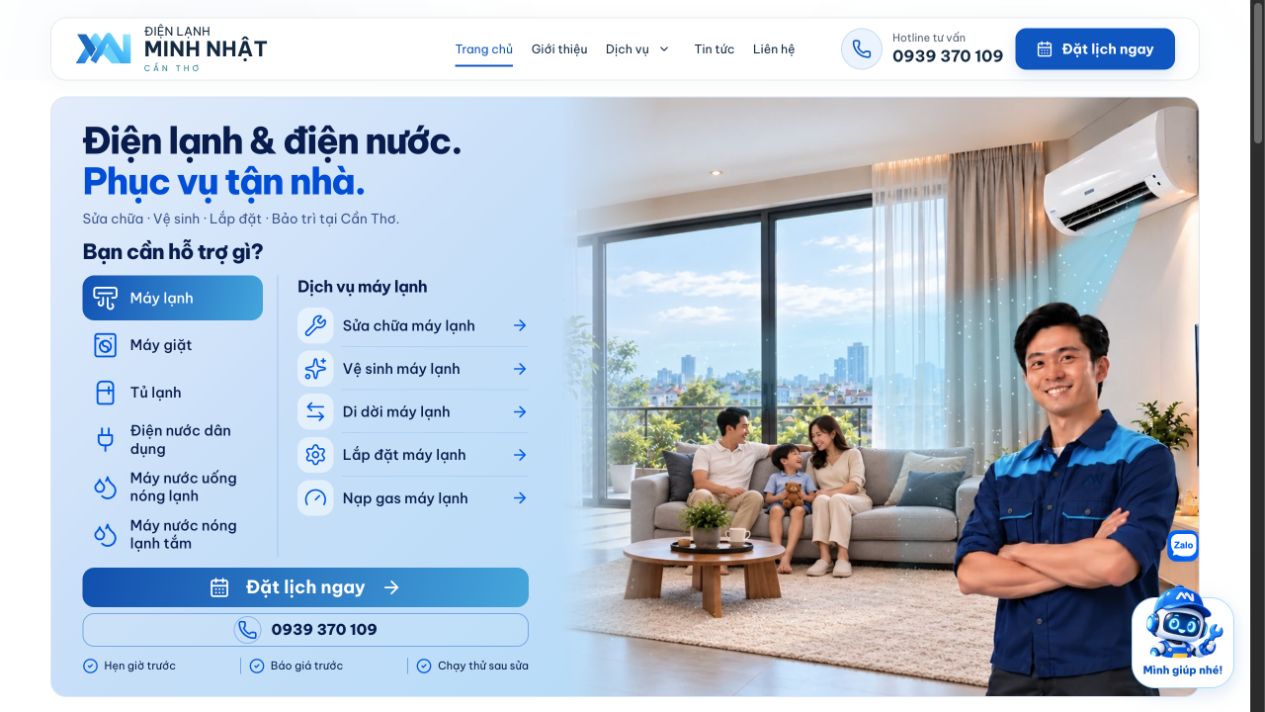 ĐIỆN LẠNH
MINH NHẬT
CẦN THƠ
Trang chủ
Giới thiệu
Dịch vụ
Tin tức
Liên hệ
Hotline tư vấn
0939 370 109
Đặt lịch ngay
Điện lạnh & điện nước.
Phục vụ tận nhà.
Sửa chữa · Vệ sinh · Lắp đặt · Bảo trì tại Cần Thơ.
Bạn cần hỗ trợ gì?
Máy lạnh
Máy giặt
Tủ lạnh
Điện nước dân
dụng
Máy nước uống
nóng lạnh
Máy nước nóng
lạnh tắm
Dịch vụ máy lạnh
Sửa chữa máy lạnh
Vệ sinh máy lạnh
Di dời máy lạnh
Lắp đặt máy lạnh
Nạp gas máy lạnh
Đặt lịch ngay
0939 370 109
Hẹn giờ trước
Báo giá trước
Chạy thử sau sửa
Zalo
Mình giúp nhé!